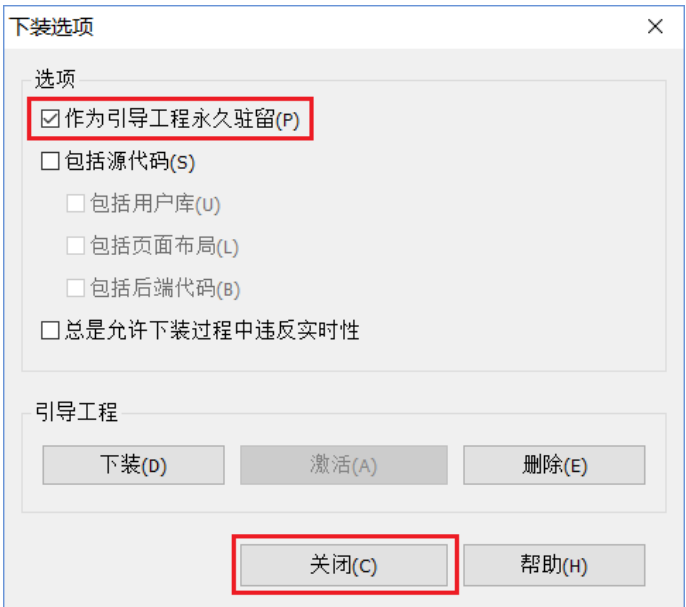 下装选项
选项
作为引导工程永久驻留(P)
包括源代码(S)
包括用户库(U)
包括页面布局(L)
包括后端代码(B)
总是允许下装过程中违反实时性
引导工程
下装(D) 激活(A) 删除(E)
关闭(C) 帮助(H)